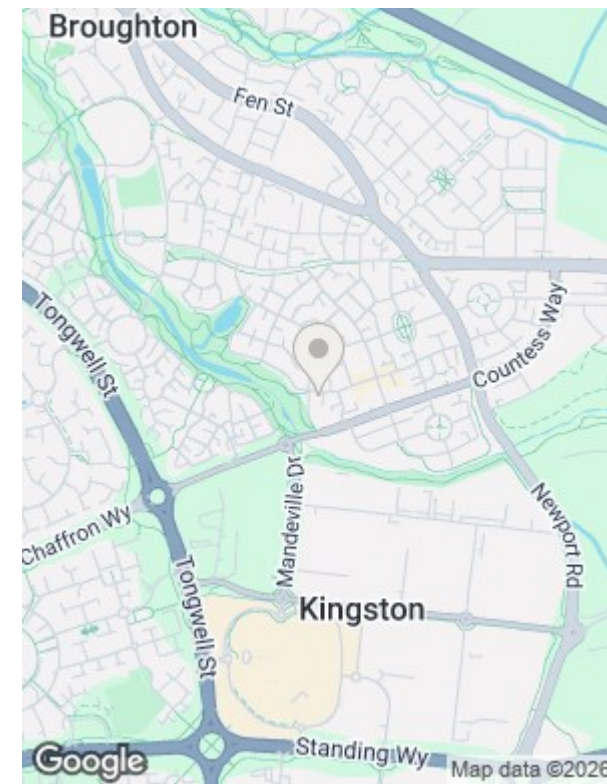 Broughton
Fen St
Tongwell St
Countess Way
Chaffron Wy
Mandeville Dr
Newport Rd
Tongwell St
Kingston
Standing Wy
Google
Map data ©2026